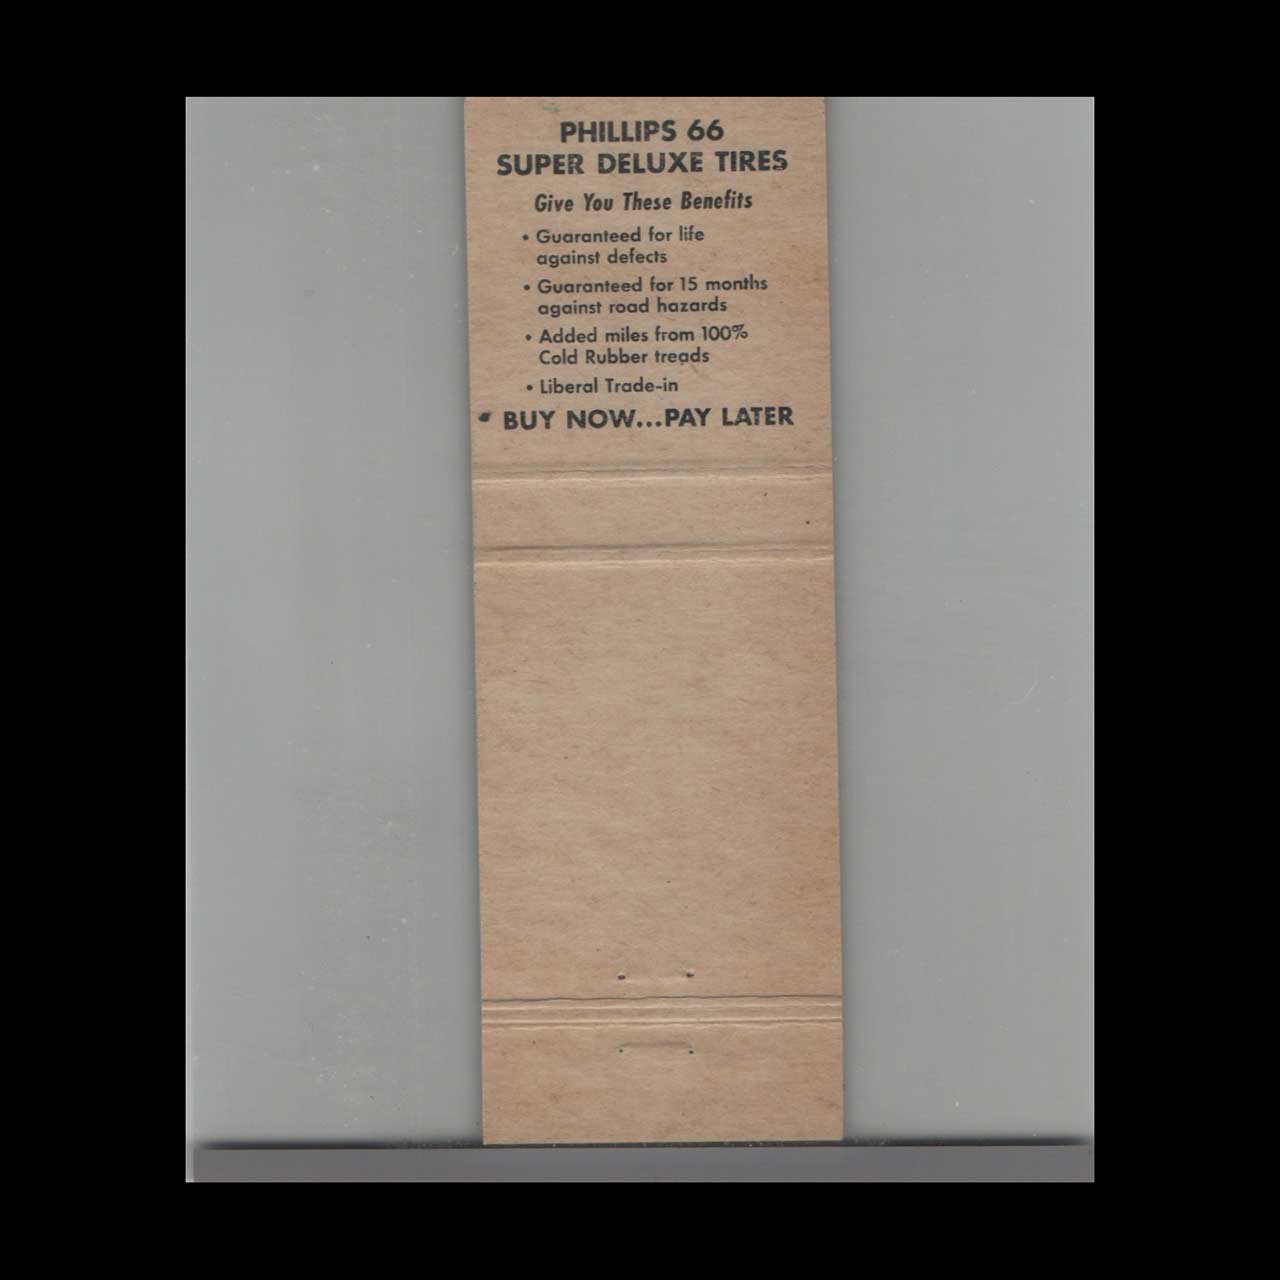 PHILLIPS 66
SUPER DELUXE TIRES
Give You These Benefits
• Guaranteed for life
against defects
• Guaranteed for 15 months
against road hazards
• Added miles from 100%
Cold Rubber treads
• Liberal Trade-in
• BUY NOW...PAY LATER